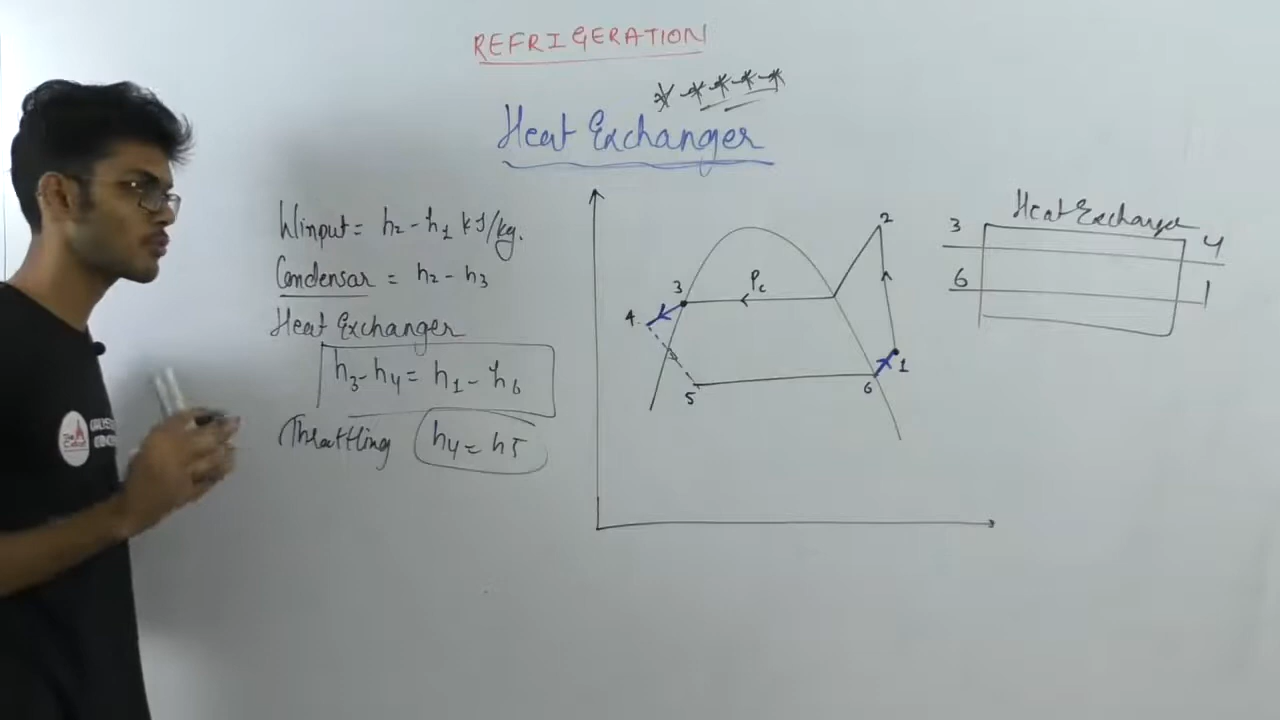 REFRIGERATION
*****
Heat Exchanger
Winput = h2 - h1 kJ/kg.
Condensar = h2 - h3
Heat Exchanger
h3 - h4 = h1 - h6
Throttling h4 = h5
2
3
Pc
4
1
5
6
Heat Exchanger
3 4
6 1
The